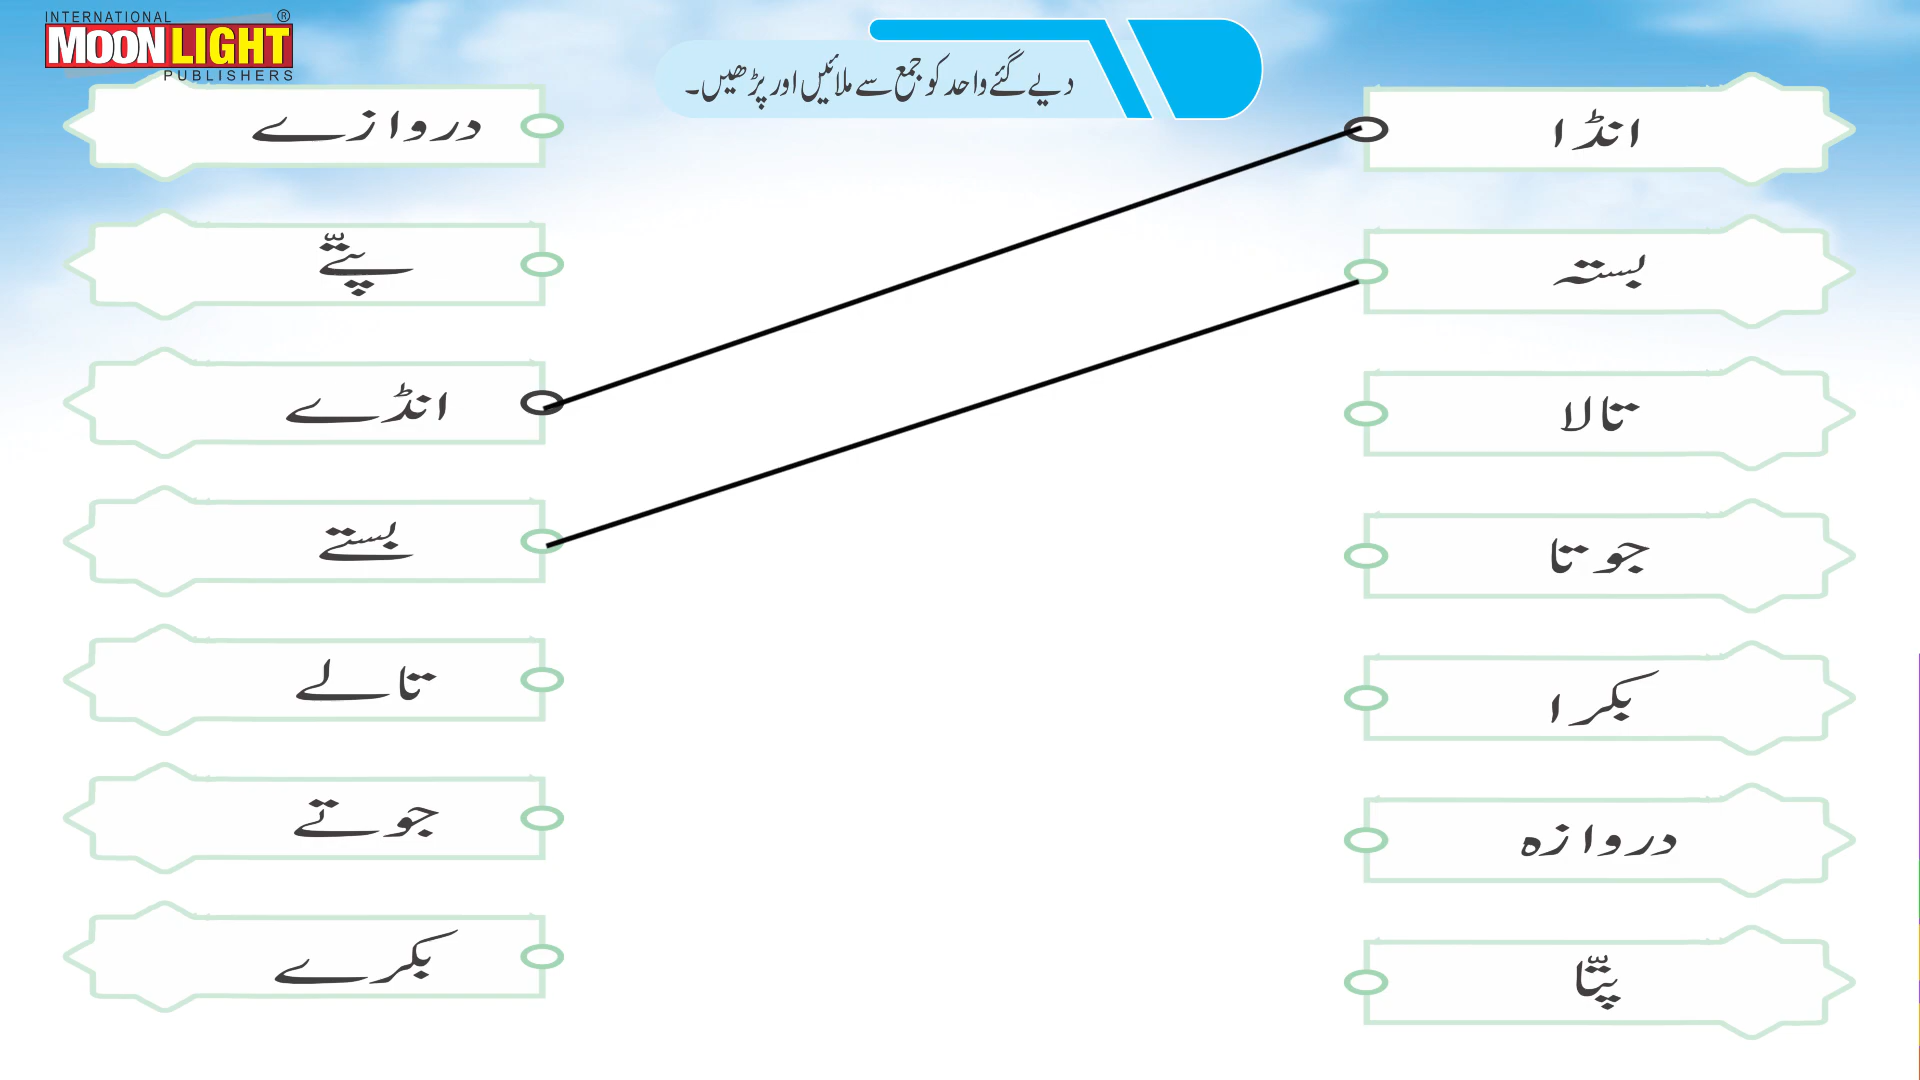 INTERNATIONAL
MOONLIGHT®
PUBLISHERS
دیے گئے واحد کو جمع سے ملائیں اور پڑھیں۔
انڈا
دروازے
بستہ
پتّے
تالا
انڈے
جوتا
بستے
بکرا
تالے
دروازہ
جوتے
پتّا
بکرے